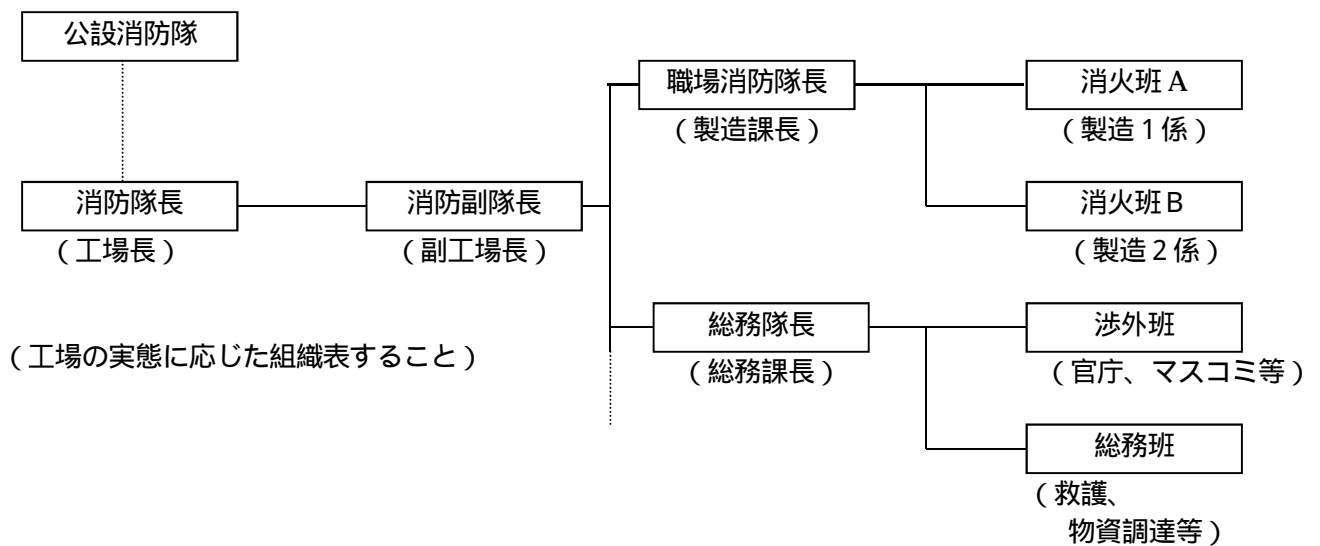 公設消防隊
職場消防隊長
消火班 A
(製造課長)
(製造1係)
消防隊長
消防副隊長
消火班 B
(工場長)
(副工場長)
(製造2係)
総務隊長
渉外班
(工場の実態に応じた組織表すること)
(総務課長)
(官庁、マスコミ等)
総務班
(救護、
物資調達等)